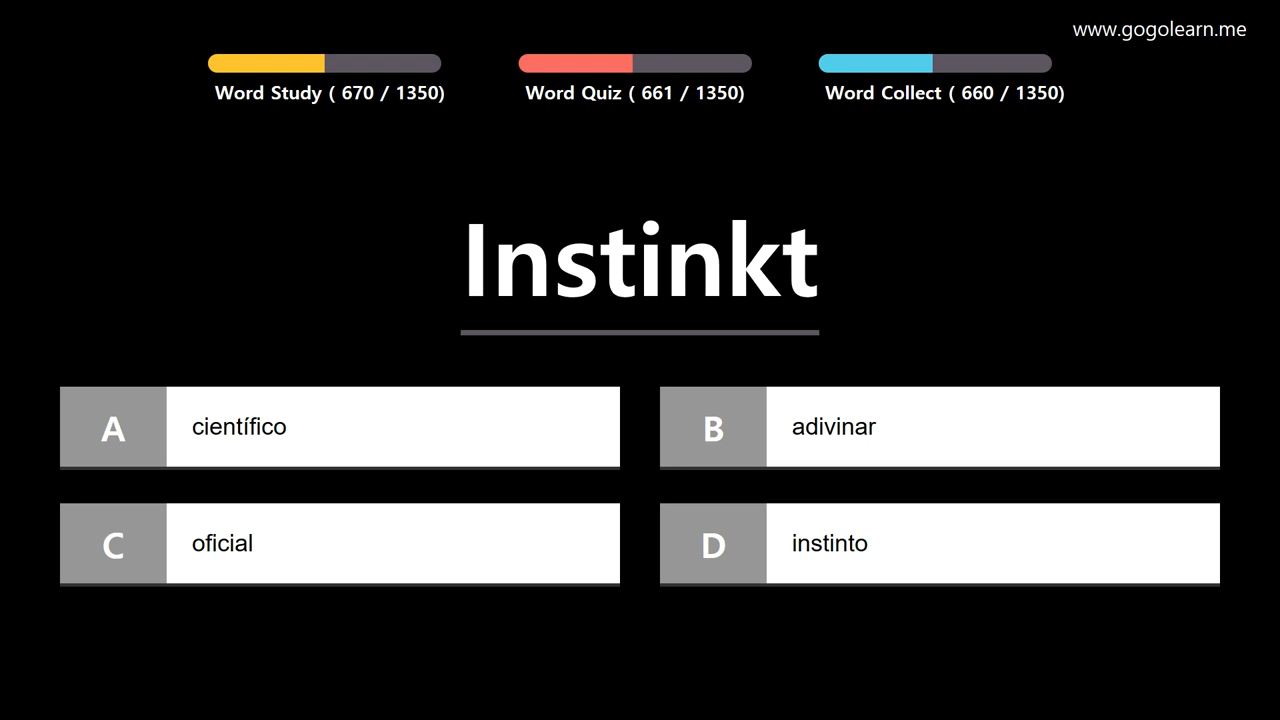 www.gogolearn.me
Word Study ( 670 / 1350)
Word Quiz ( 661 / 1350)
Word Collect ( 660 / 1350)
Instinkt
A científico
B adivinar
C oficial
D instinto